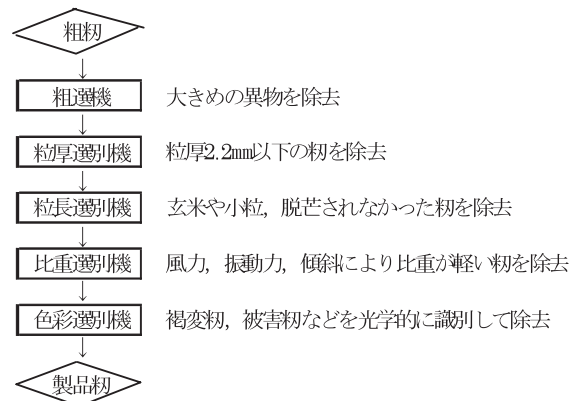 粗籾
粗選機 大きめの異物を除去
粒厚選別機 粒厚2.2mm以下の籾を除去
粒長選別機 玄米や小粒，脱芒されなかった籾を除去
比重選別機 風力，振動力，傾斜により比重が軽い籾を除去
色彩選別機 褐変籾，被害籾などを光学的に識別して除去
製品籾